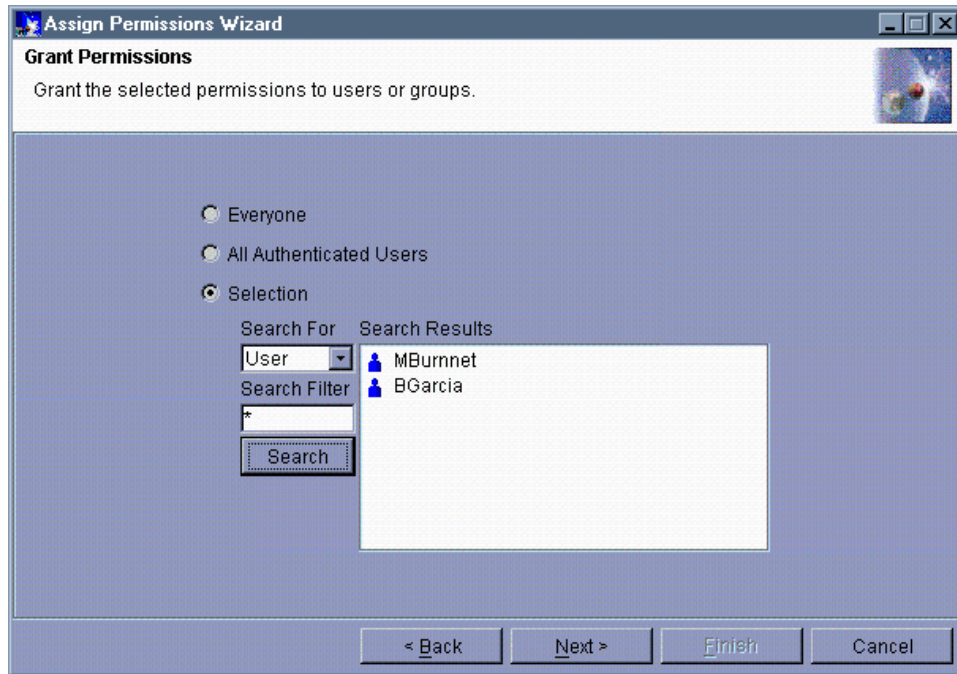 Assign Permissions Wizard
Grant Permissions
Grant the selected permissions to users or groups.
Everyone
All Authenticated Users
Selection
Search For Search Results
User
MBurnnet
Search Filter
BGarcia
*
Search
< Back Next > Finish Cancel